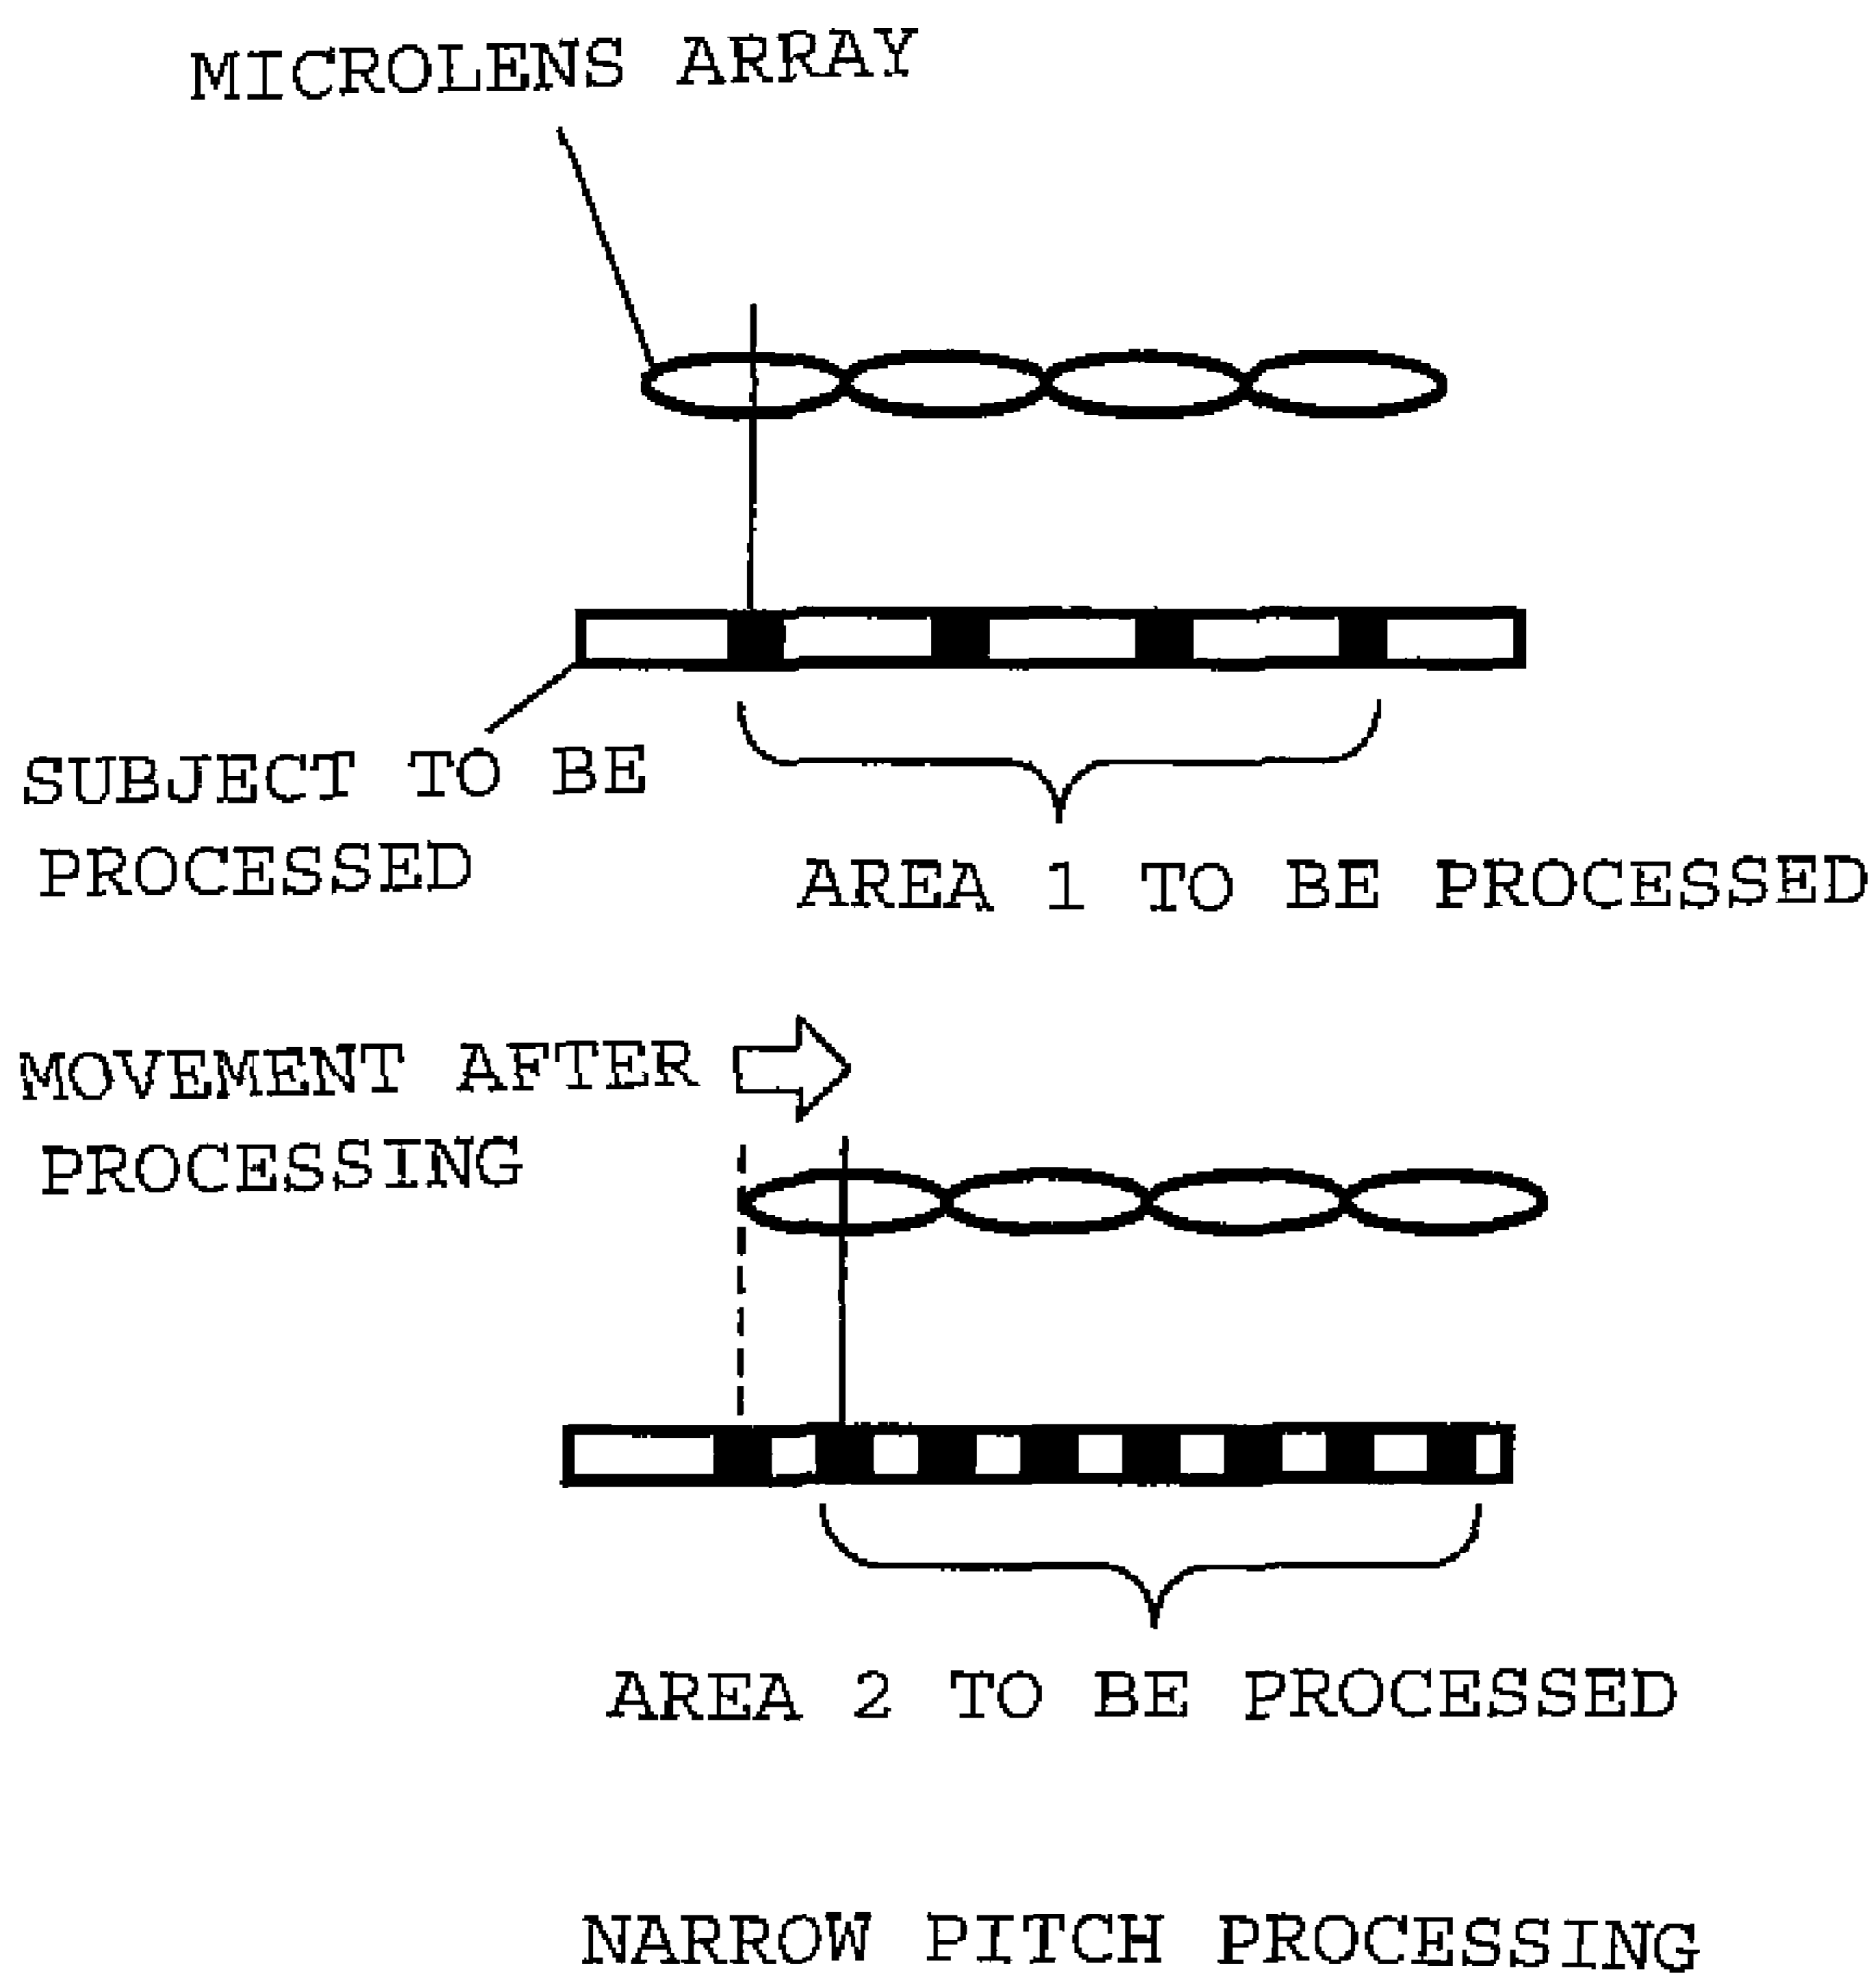 MICROLENS ARRAY
SUBJECT TO BE
PROCESSED
AREA 1 TO BE PROCESSED
MOVEMENT AFTER
PROCESSING
AREA 2 TO BE PROCESSED
NARROW PITCH PROCESSING